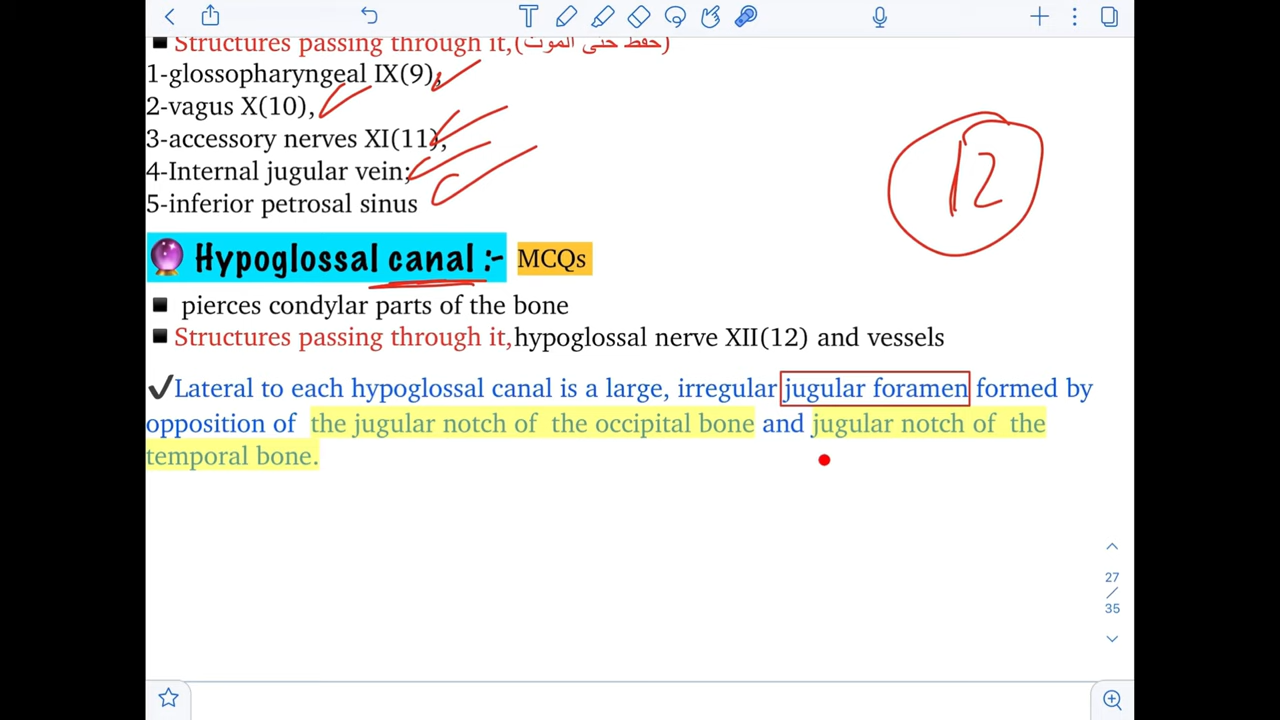 ■ Structures passing through it,(حفظ حتى الموت)
1-glossopharyngeal IX(9),
2-vagus X(10),
3-accessory nerves XI(11),
4-Internal jugular vein;
5-inferior petrosal sinus
12
🔮 Hypoglossal canal :- MCQs
■ pierces condylar parts of the bone
■ Structures passing through it,hypoglossal nerve XII(12) and vessels
✔Lateral to each hypoglossal canal is a large, irregular jugular foramen formed by
opposition of the jugular notch of the occipital bone and jugular notch of the
temporal bone.
27
/
35